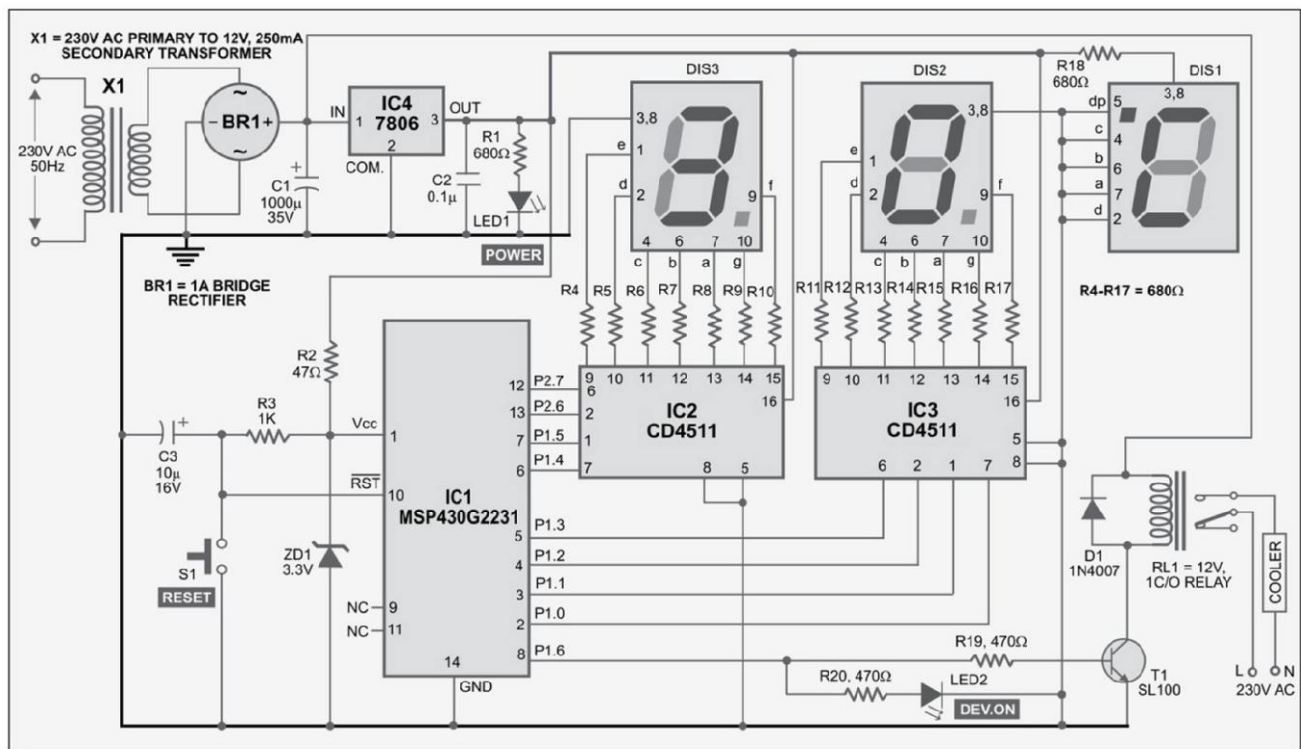 X1 = 230V AC PRIMARY TO 12V, 250mA
SECONDARY TRANSFORMER
X1
230V AC
50Hz
~
− BR1 +
~
IN
1
IC4
7806
3
OUT
2
COM.
C1
1000µ
35V
+
C2
0.1µ
R1
680Ω
LED1
POWER
BR1 = 1A BRIDGE
RECTIFIER
DIS3
3,8
e
1
d
2
f
9
4 6 7 10
c b a g
R4 R5 R6 R7 R8 R9 R10
DIS2
3,8
e
1
d
2
f
9
4 6 7 10
c b a g
R11 R12 R13 R14 R15 R16 R17
R18
680Ω
DIS1
3,8
dp
5
c
4
b
6
a
7
d
2
R4-R17 = 680Ω
R2
47Ω
R3
1K
C3
10µ
16V
+
S1
RESET
ZD1
3.3V
Vcc
1
RST
10
IC1
MSP430G2231
NC
9
NC
11
14
GND
12 P2.7
13 P2.6
7 P1.5
6 P1.4
5 P1.3
4 P1.2
3 P1.1
2 P1.0
8 P1.6
9 10 11 12 13 14 15
6
2
1
7
16
IC2
CD4511
8 5
9 10 11 12 13 14 15
16
IC3
CD4511
5
8
6 2 1 7
R19, 470Ω
R20, 470Ω
LED2
DEV.ON
D1
1N4007
RL1 = 12V,
1C/O RELAY
COOLER
T1
SL100
L N
230V AC